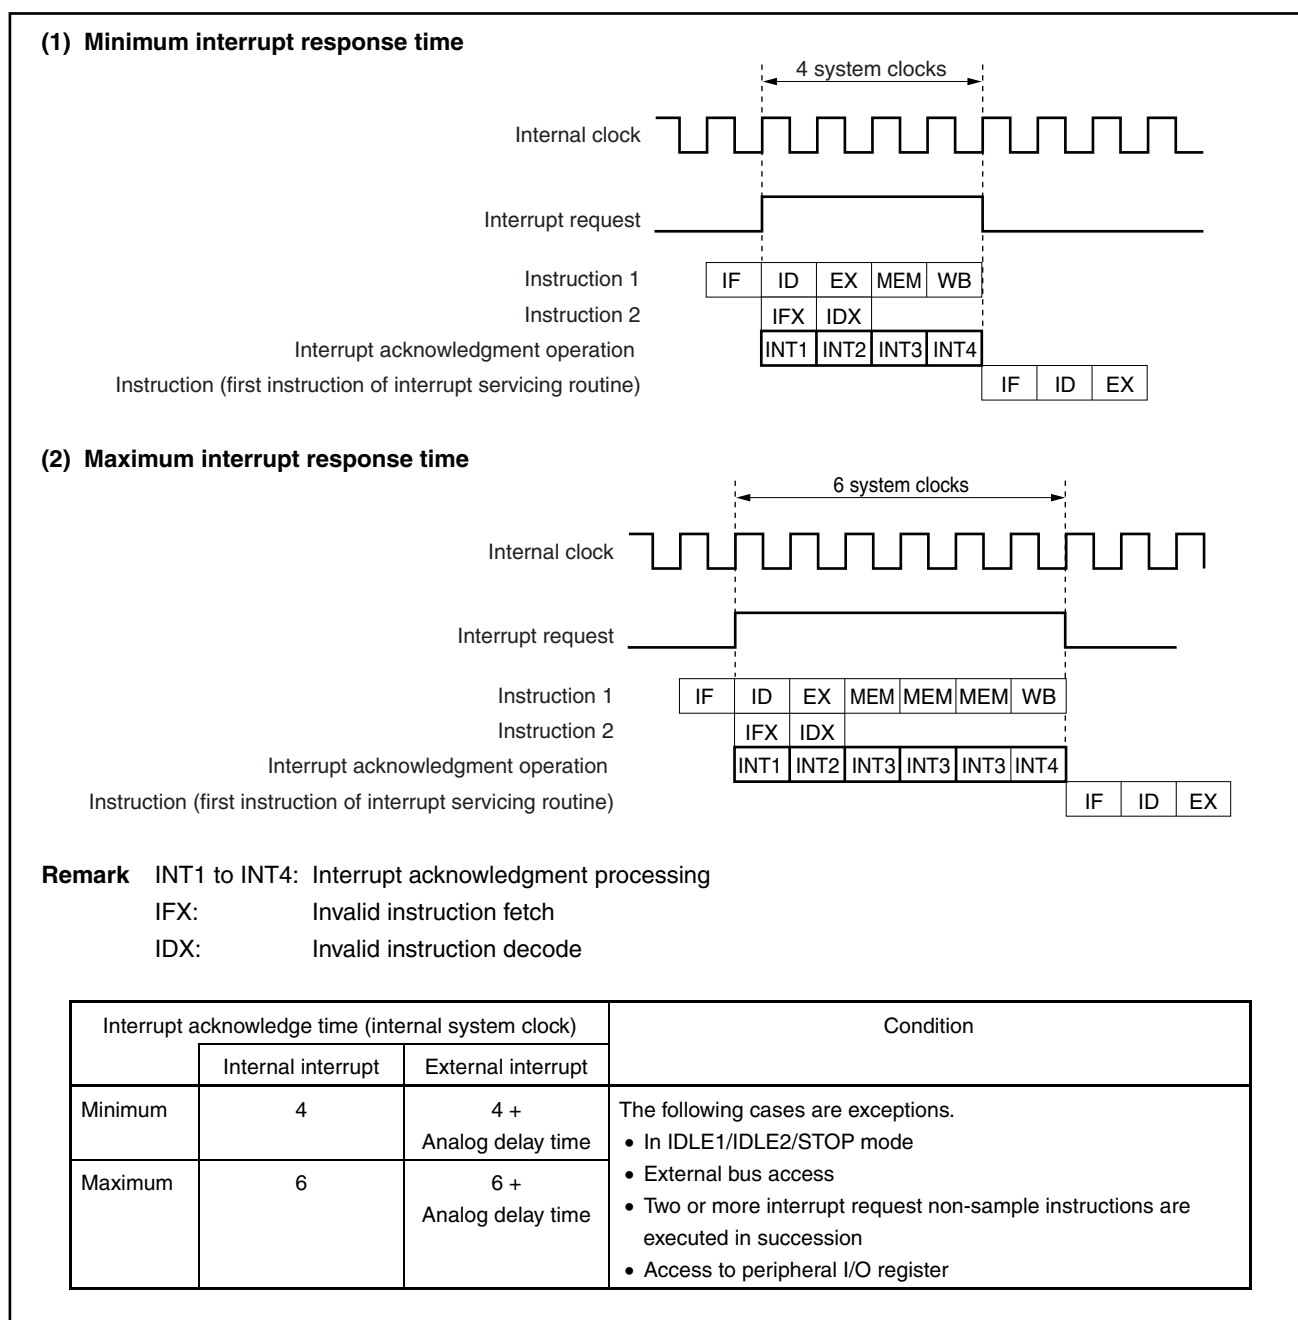 (1) Minimum interrupt response time
4 system clocks
Internal clock
Interrupt request
Instruction 1 IF ID EX MEM WB
Instruction 2 IFX IDX
Interrupt acknowledgment operation INT1 INT2 INT3 INT4
Instruction (first instruction of interrupt servicing routine) IF ID EX
(2) Maximum interrupt response time
6 system clocks
Internal clock
Interrupt request
Instruction 1 IF ID EX MEM MEM MEM WB
Instruction 2 IFX IDX
Interrupt acknowledgment operation INT1 INT2 INT3 INT3 INT3 INT4
Instruction (first instruction of interrupt servicing routine) IF ID EX
Remark INT1 to INT4: Interrupt acknowledgment processing
IFX: Invalid instruction fetch
IDX: Invalid instruction decode
Interrupt acknowledge time (internal system clock) Condition
Internal interrupt External interrupt
Minimum 4 4 +
Analog delay time
Maximum 6 6 +
Analog delay time
The following cases are exceptions.
• In IDLE1/IDLE2/STOP mode
• External bus access
• Two or more interrupt request non-sample instructions are
executed in succession
• Access to peripheral I/O register